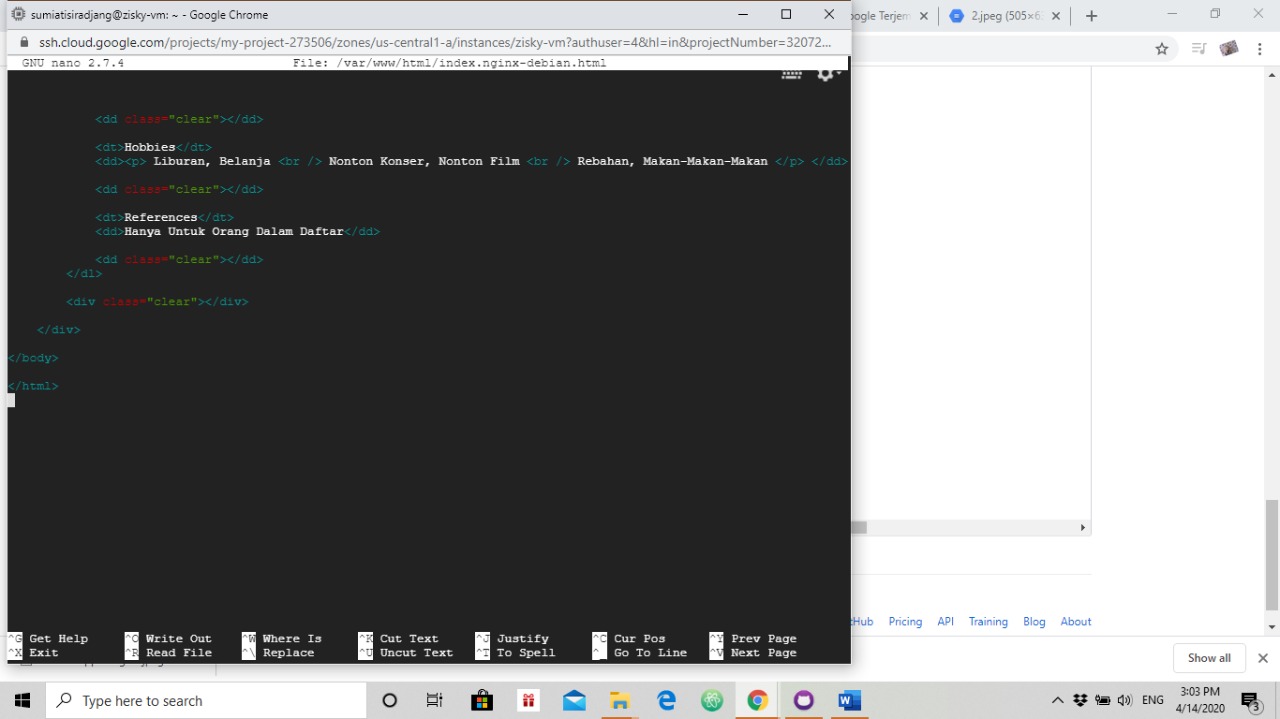 sumiatisiradjang@zisky-vm: ~ - Google Chrome
ogle Terjem
2.jpeg (505×6
ssh.cloud.google.com/projects/my-project-273506/zones/us-central1-a/instances/zisky-vm?authuser=4&hl=in&projectNumber=32072...
GNU nano 2.7.4 File: /var/www/html/index.nginx-debian.html
<dd class="clear"></dd>
<dt>Hobbies</dt>
<dd><p> Liburan, Belanja <br /> Nonton Konser, Nonton Film <br /> Rebahan, Makan-Makan-Makan </p> </dd>
<dd class="clear"></dd>
<dt>References</dt>
<dd>Hanya Untuk Orang Dalam Daftar</dd>
<dd class="clear"></dd>
</dl>
<div class="clear"></div>
</div>
</body>
</html>
^G Get Help ^O Write Out ^W Where Is ^K Cut Text ^J Justify ^C Cur Pos ^Y Prev Page
^X Exit ^R Read File ^\ Replace ^U Uncut Text ^T To Spell ^_ Go To Line ^V Next Page
Hub Pricing API Training Blog About
Show all
Type here to search
ENG
3:03 PM
4/14/2020
3